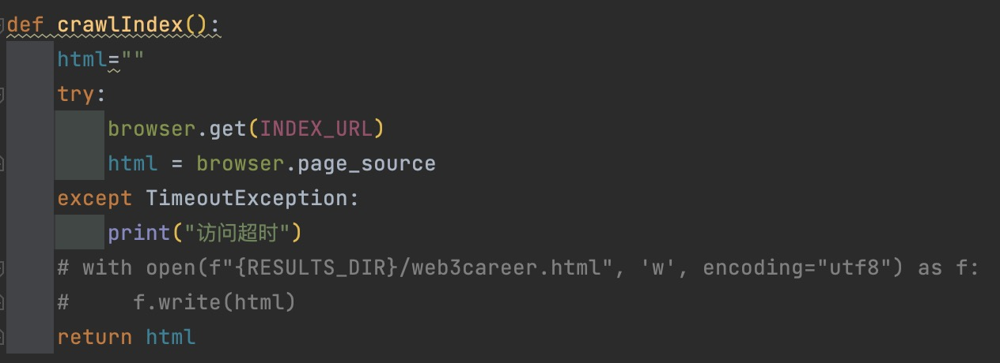 def crawlIndex():
    html=""
    try:
        browser.get(INDEX_URL)
        html = browser.page_source
    except TimeoutException:
        print("访问超时")
    # with open(f"{RESULTS_DIR}/web3career.html", 'w', encoding="utf8") as f:
    #     f.write(html)
    return html